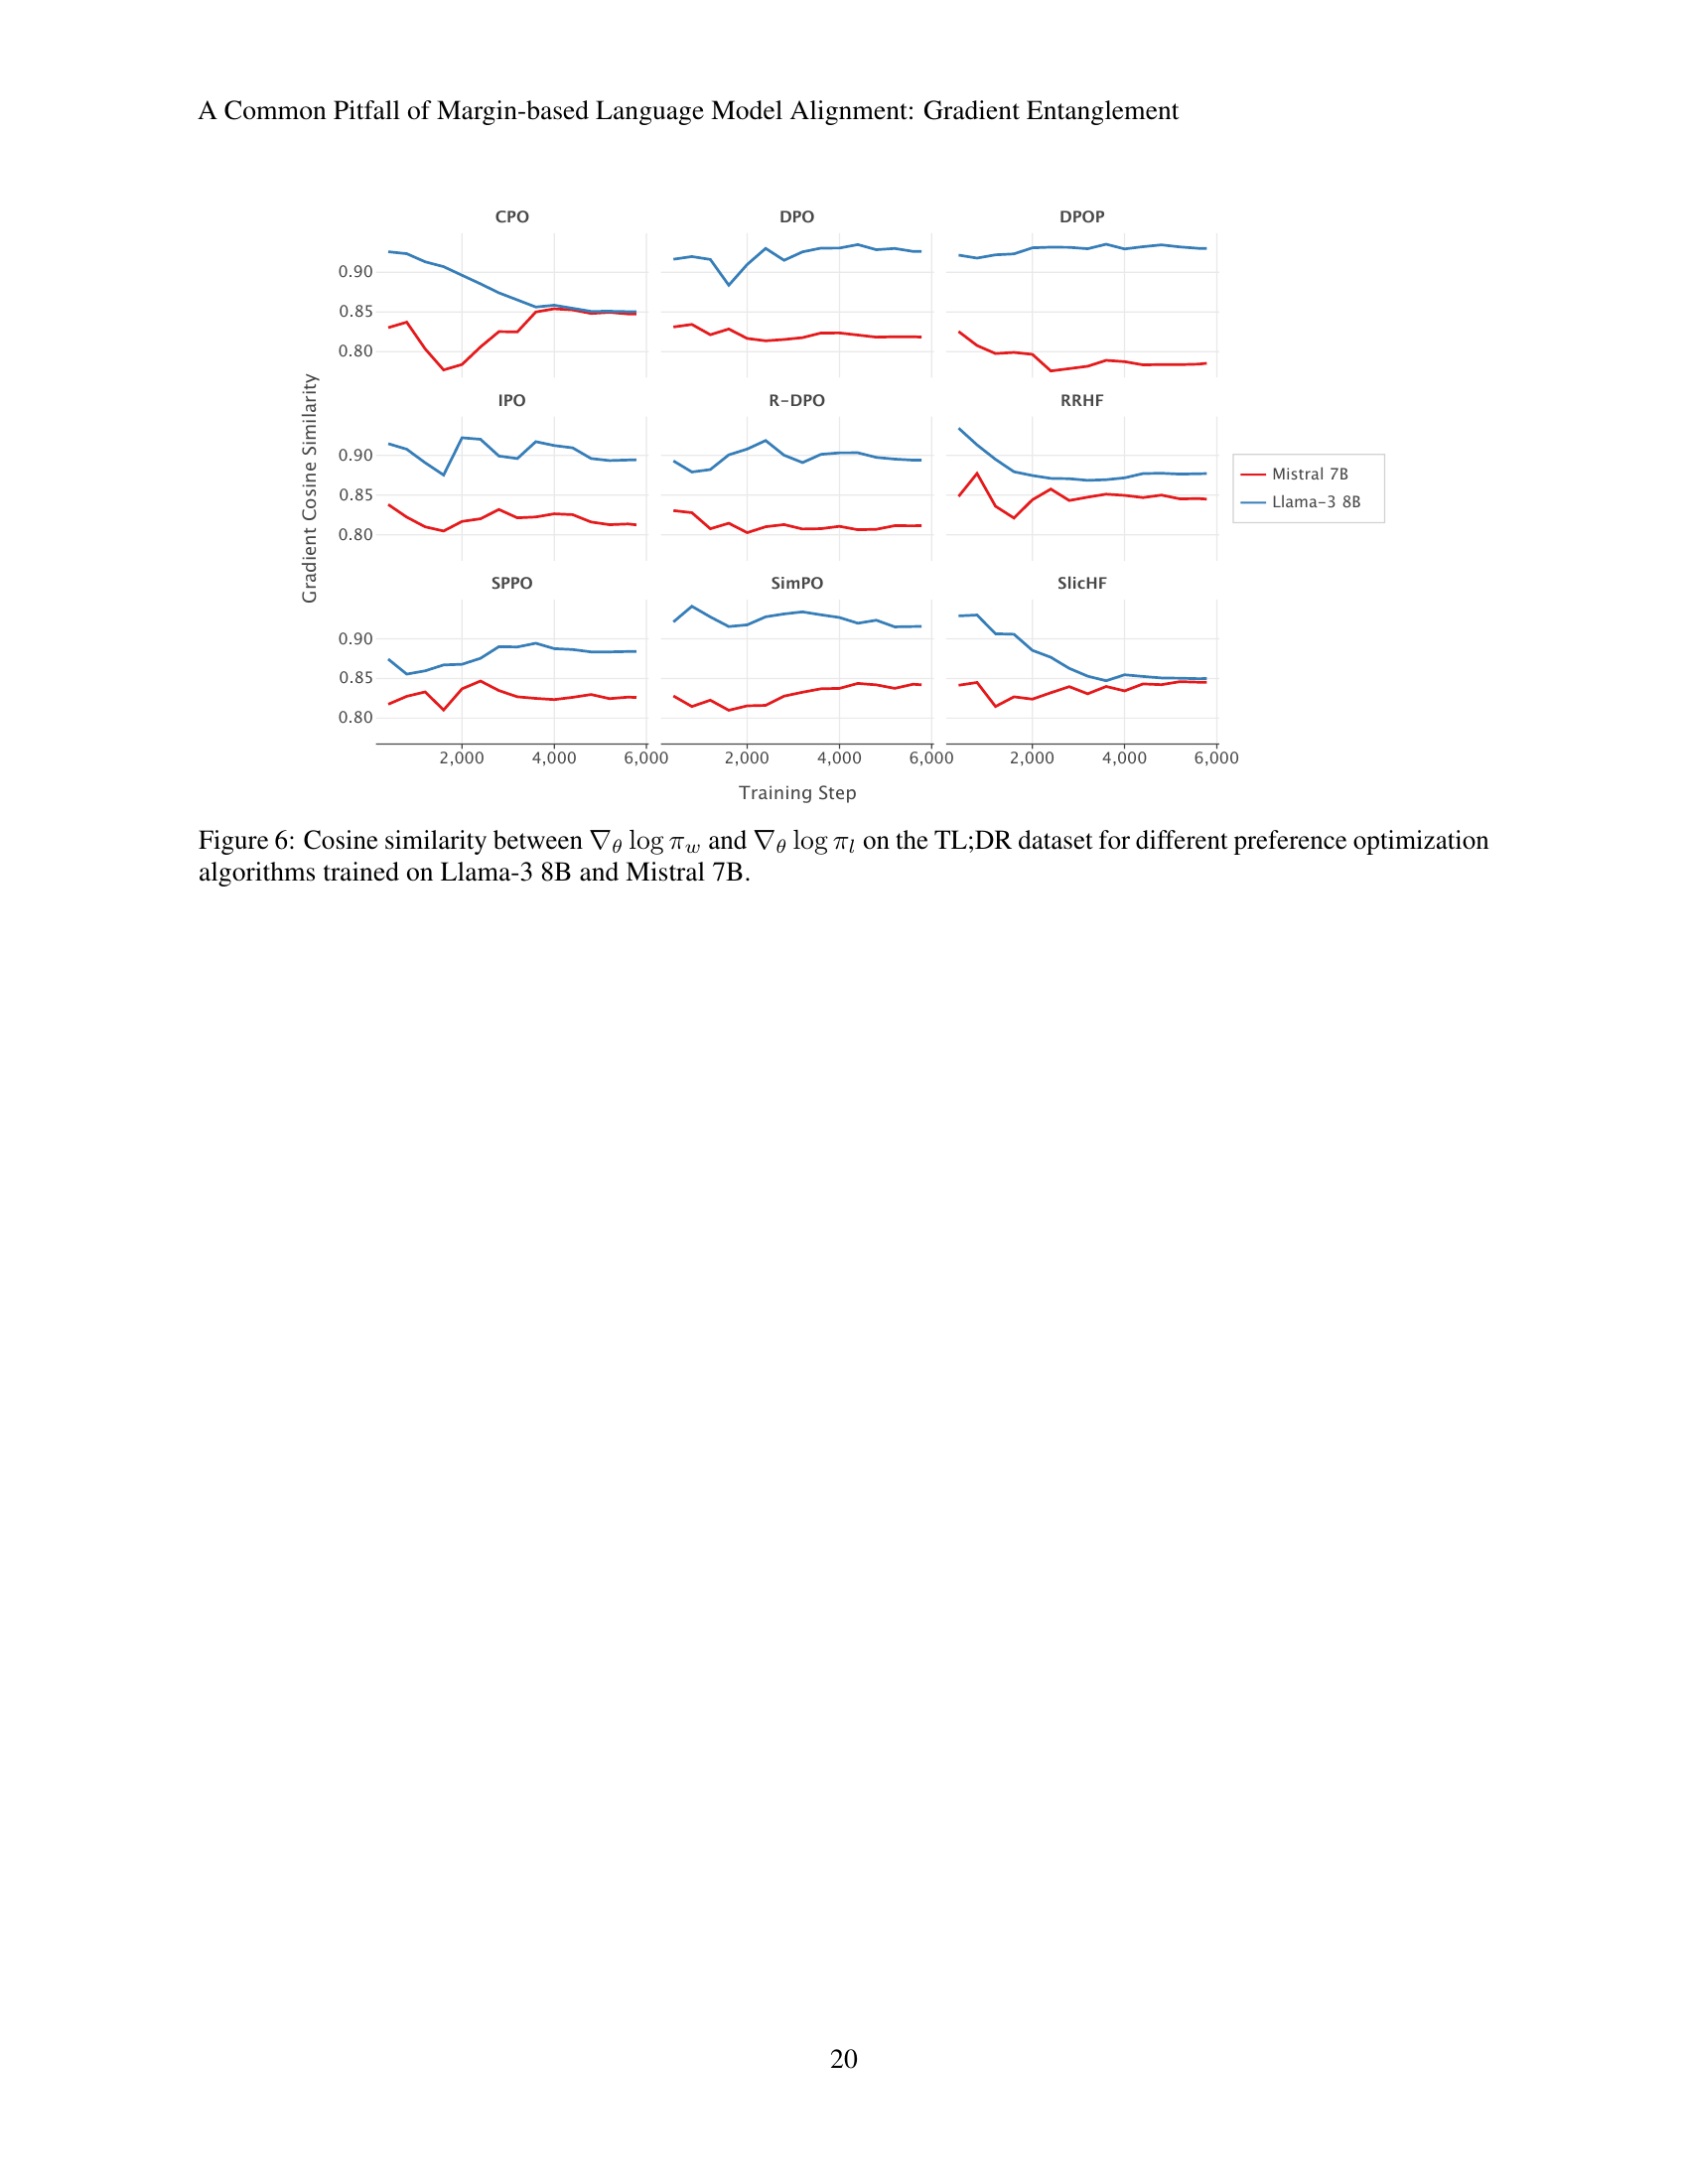 A Common Pitfall of Margin-based Language Model Alignment: Gradient Entanglement
CPO
DPO
DPOP
0.90
0.85
0.80
IPO
R-DPO
RRHF
0.90
0.85
0.80
SPPO
SimPO
SlicHF
0.90
0.85
0.80
Gradient Cosine Similarity
Mistral 7B
Llama-3 8B
2,000 4,000 6,000 2,000 4,000 6,000 2,000 4,000 6,000
Training Step
Figure 6: Cosine similarity between ∇θ log πw and ∇θ log πl on the TL;DR dataset for different preference optimization
algorithms trained on Llama-3 8B and Mistral 7B.
20